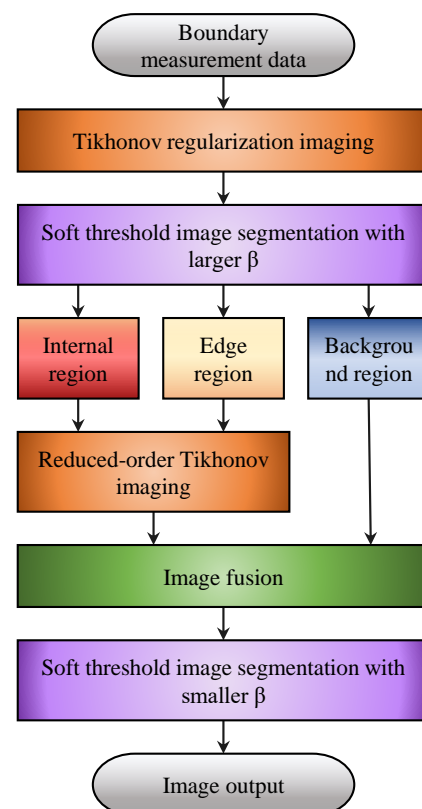 Boundary
measurement data
Tikhonov regularization imaging
Soft threshold image segmentation with
larger β
Internal
region
Edge
region
Backgrou
nd region
Reduced-order Tikhonov
imaging
Image fusion
Soft threshold image segmentation with
smaller β
Image output